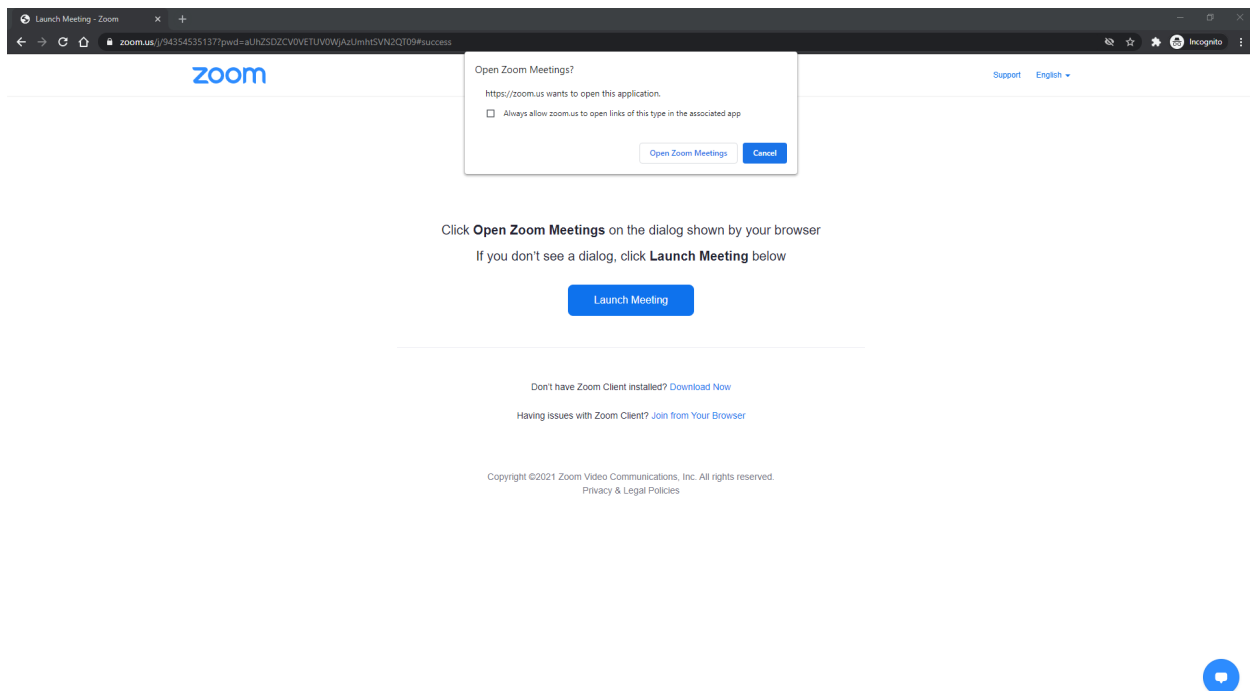 Launch Meeting - Zoom
zoom.us/j/94354535137?pwd=aUhZSDZCV0VETUV0WjAzUmhtSVN2QT09#success
Incognito
zoom
Support English
Open Zoom Meetings?
https://zoom.us wants to open this application.
Always allow zoom.us to open links of this type in the associated app
Open Zoom Meetings Cancel
Click Open Zoom Meetings on the dialog shown by your browser
If you don't see a dialog, click Launch Meeting below
Launch Meeting
Don't have Zoom Client installed? Download Now
Having issues with Zoom Client? Join from Your Browser
Copyright ©2021 Zoom Video Communications, Inc. All rights reserved.
Privacy & Legal Policies